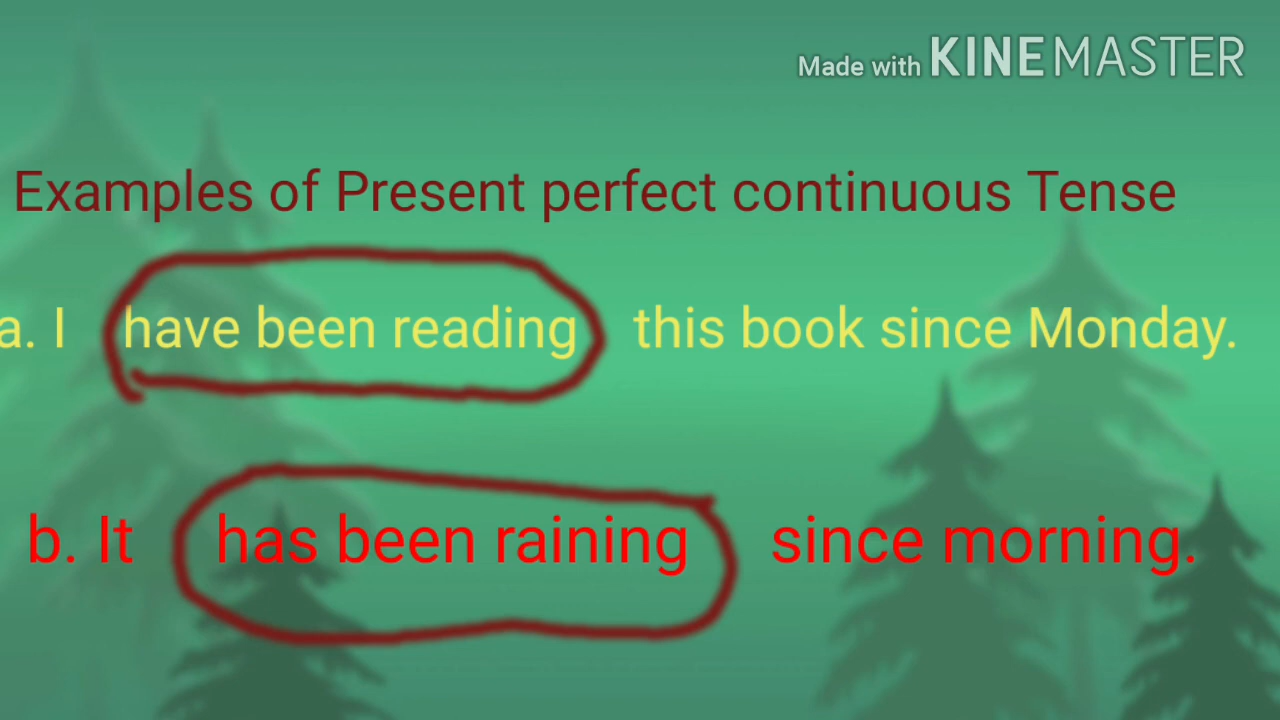 Made with KINEMASTER
Examples of Present perfect continuous Tense
a. I have been reading this book since Monday.
b. It has been raining since morning.